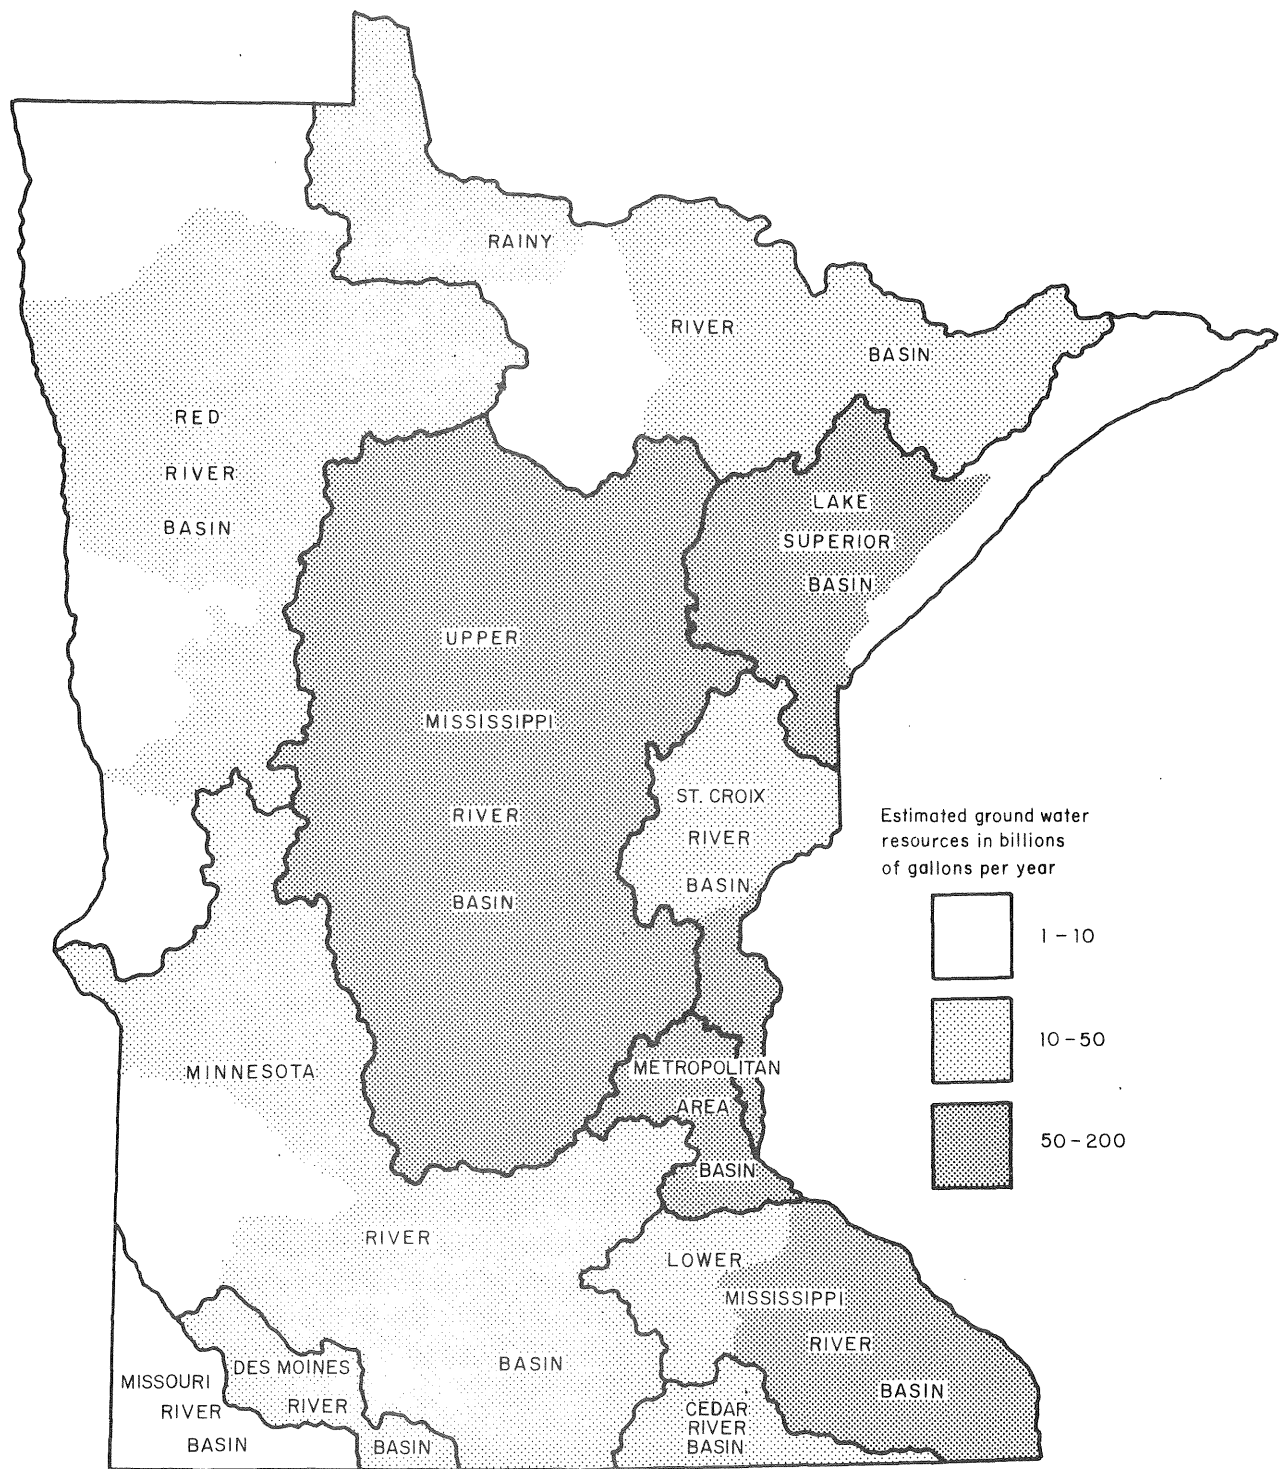 RAINY
RIVER
BASIN
RED
RIVER
BASIN
LAKE
SUPERIOR
BASIN
UPPER
MISSISSIPPI
RIVER
BASIN
ST. CROIX
RIVER
BASIN
Estimated ground water
resources in billions
of gallons per year
1-10
10-50
50-200
METROPOLITAN
AREA
BASIN
MINNESOTA
RIVER
BASIN
LOWER
MISSISSIPPI
RIVER
BASIN
MISSOURI
RIVER
BASIN
DES MOINES
RIVER
BASIN
CEDAR
RIVER
BASIN